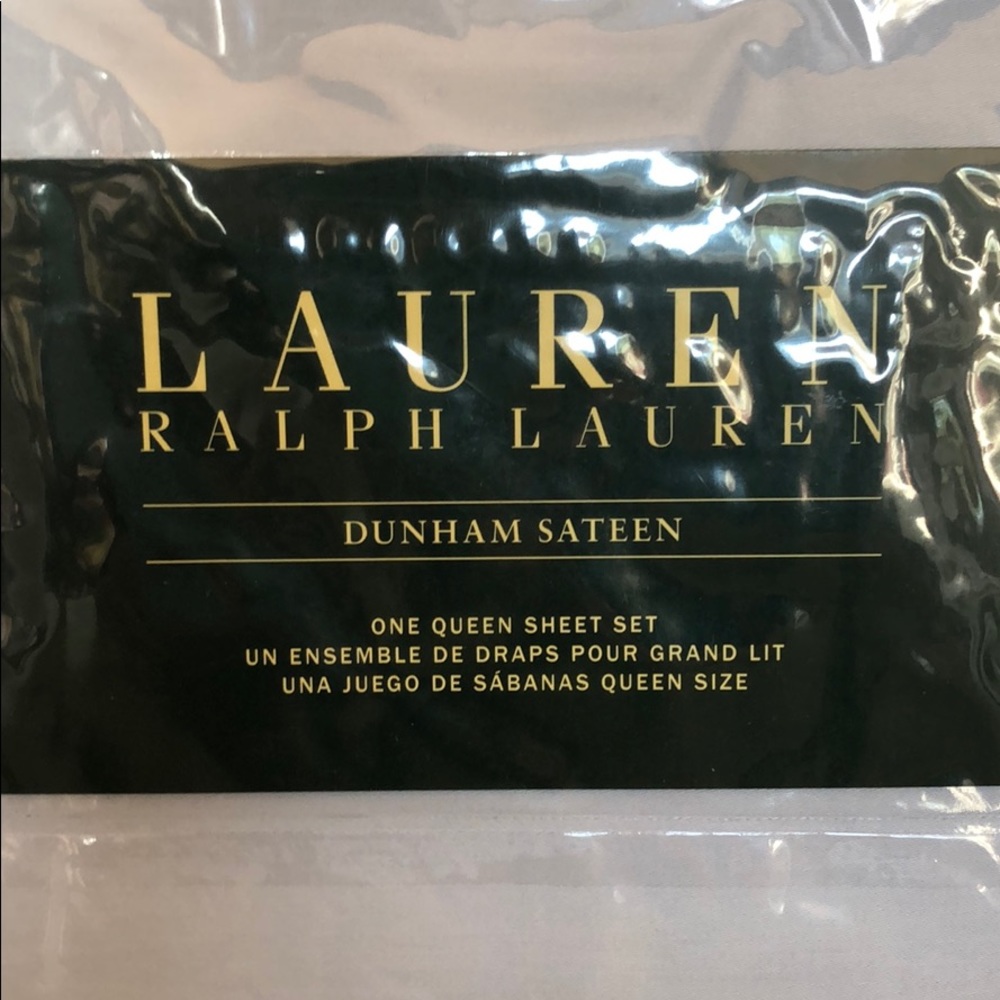 LAUREN
RALPH LAUREN
DUNHAM SATEEN
ONE QUEEN SHEET SET
UN ENSEMBLE DE DRAPS POUR GRAND LIT
UNA JUEGO DE SÁBANAS QUEEN SIZE